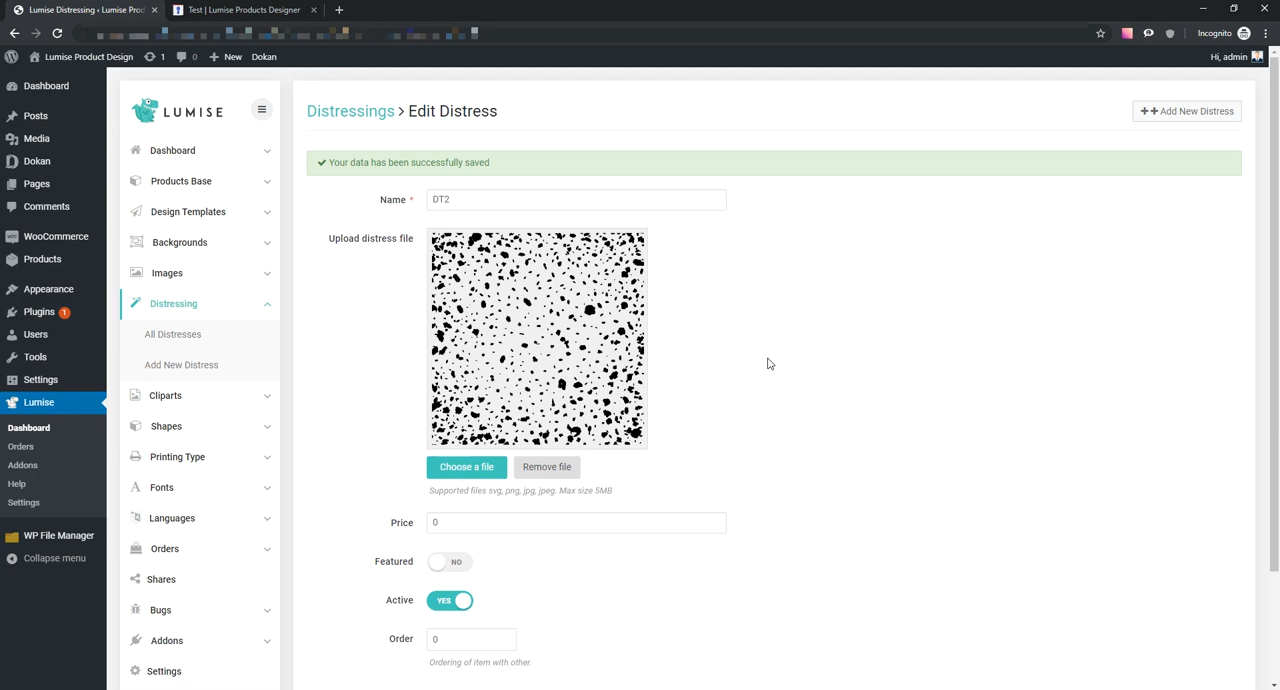 Lumise Distressing ‹ Lumise Prod
Test | Lumise Products Designer
Incognito
Lumise Product Design
1
0
New
Dokan
Hi, admin
Dashboard
Posts
Media
Dokan
Pages
Comments
WooCommerce
Products
Appearance
Plugins 1
Users
Tools
Settings
Lumise
Dashboard
Orders
Addons
Help
Settings
WP File Manager
Collapse menu
LUMISE
Dashboard
Products Base
Design Templates
Backgrounds
Images
Distressing
All Distresses
Add New Distress
Cliparts
Shapes
Printing Type
Fonts
Languages
Orders
Shares
Bugs
Addons
Settings
Distressings > Edit Distress
Add New Distress
Your data has been successfully saved
Name *
DT2
Upload distress file
Choose a file
Remove file
Supported files svg, png, jpg, jpeg. Max size 5MB
Price
0
Featured
NO
Active
YES
Order
0
Ordering of item with other.